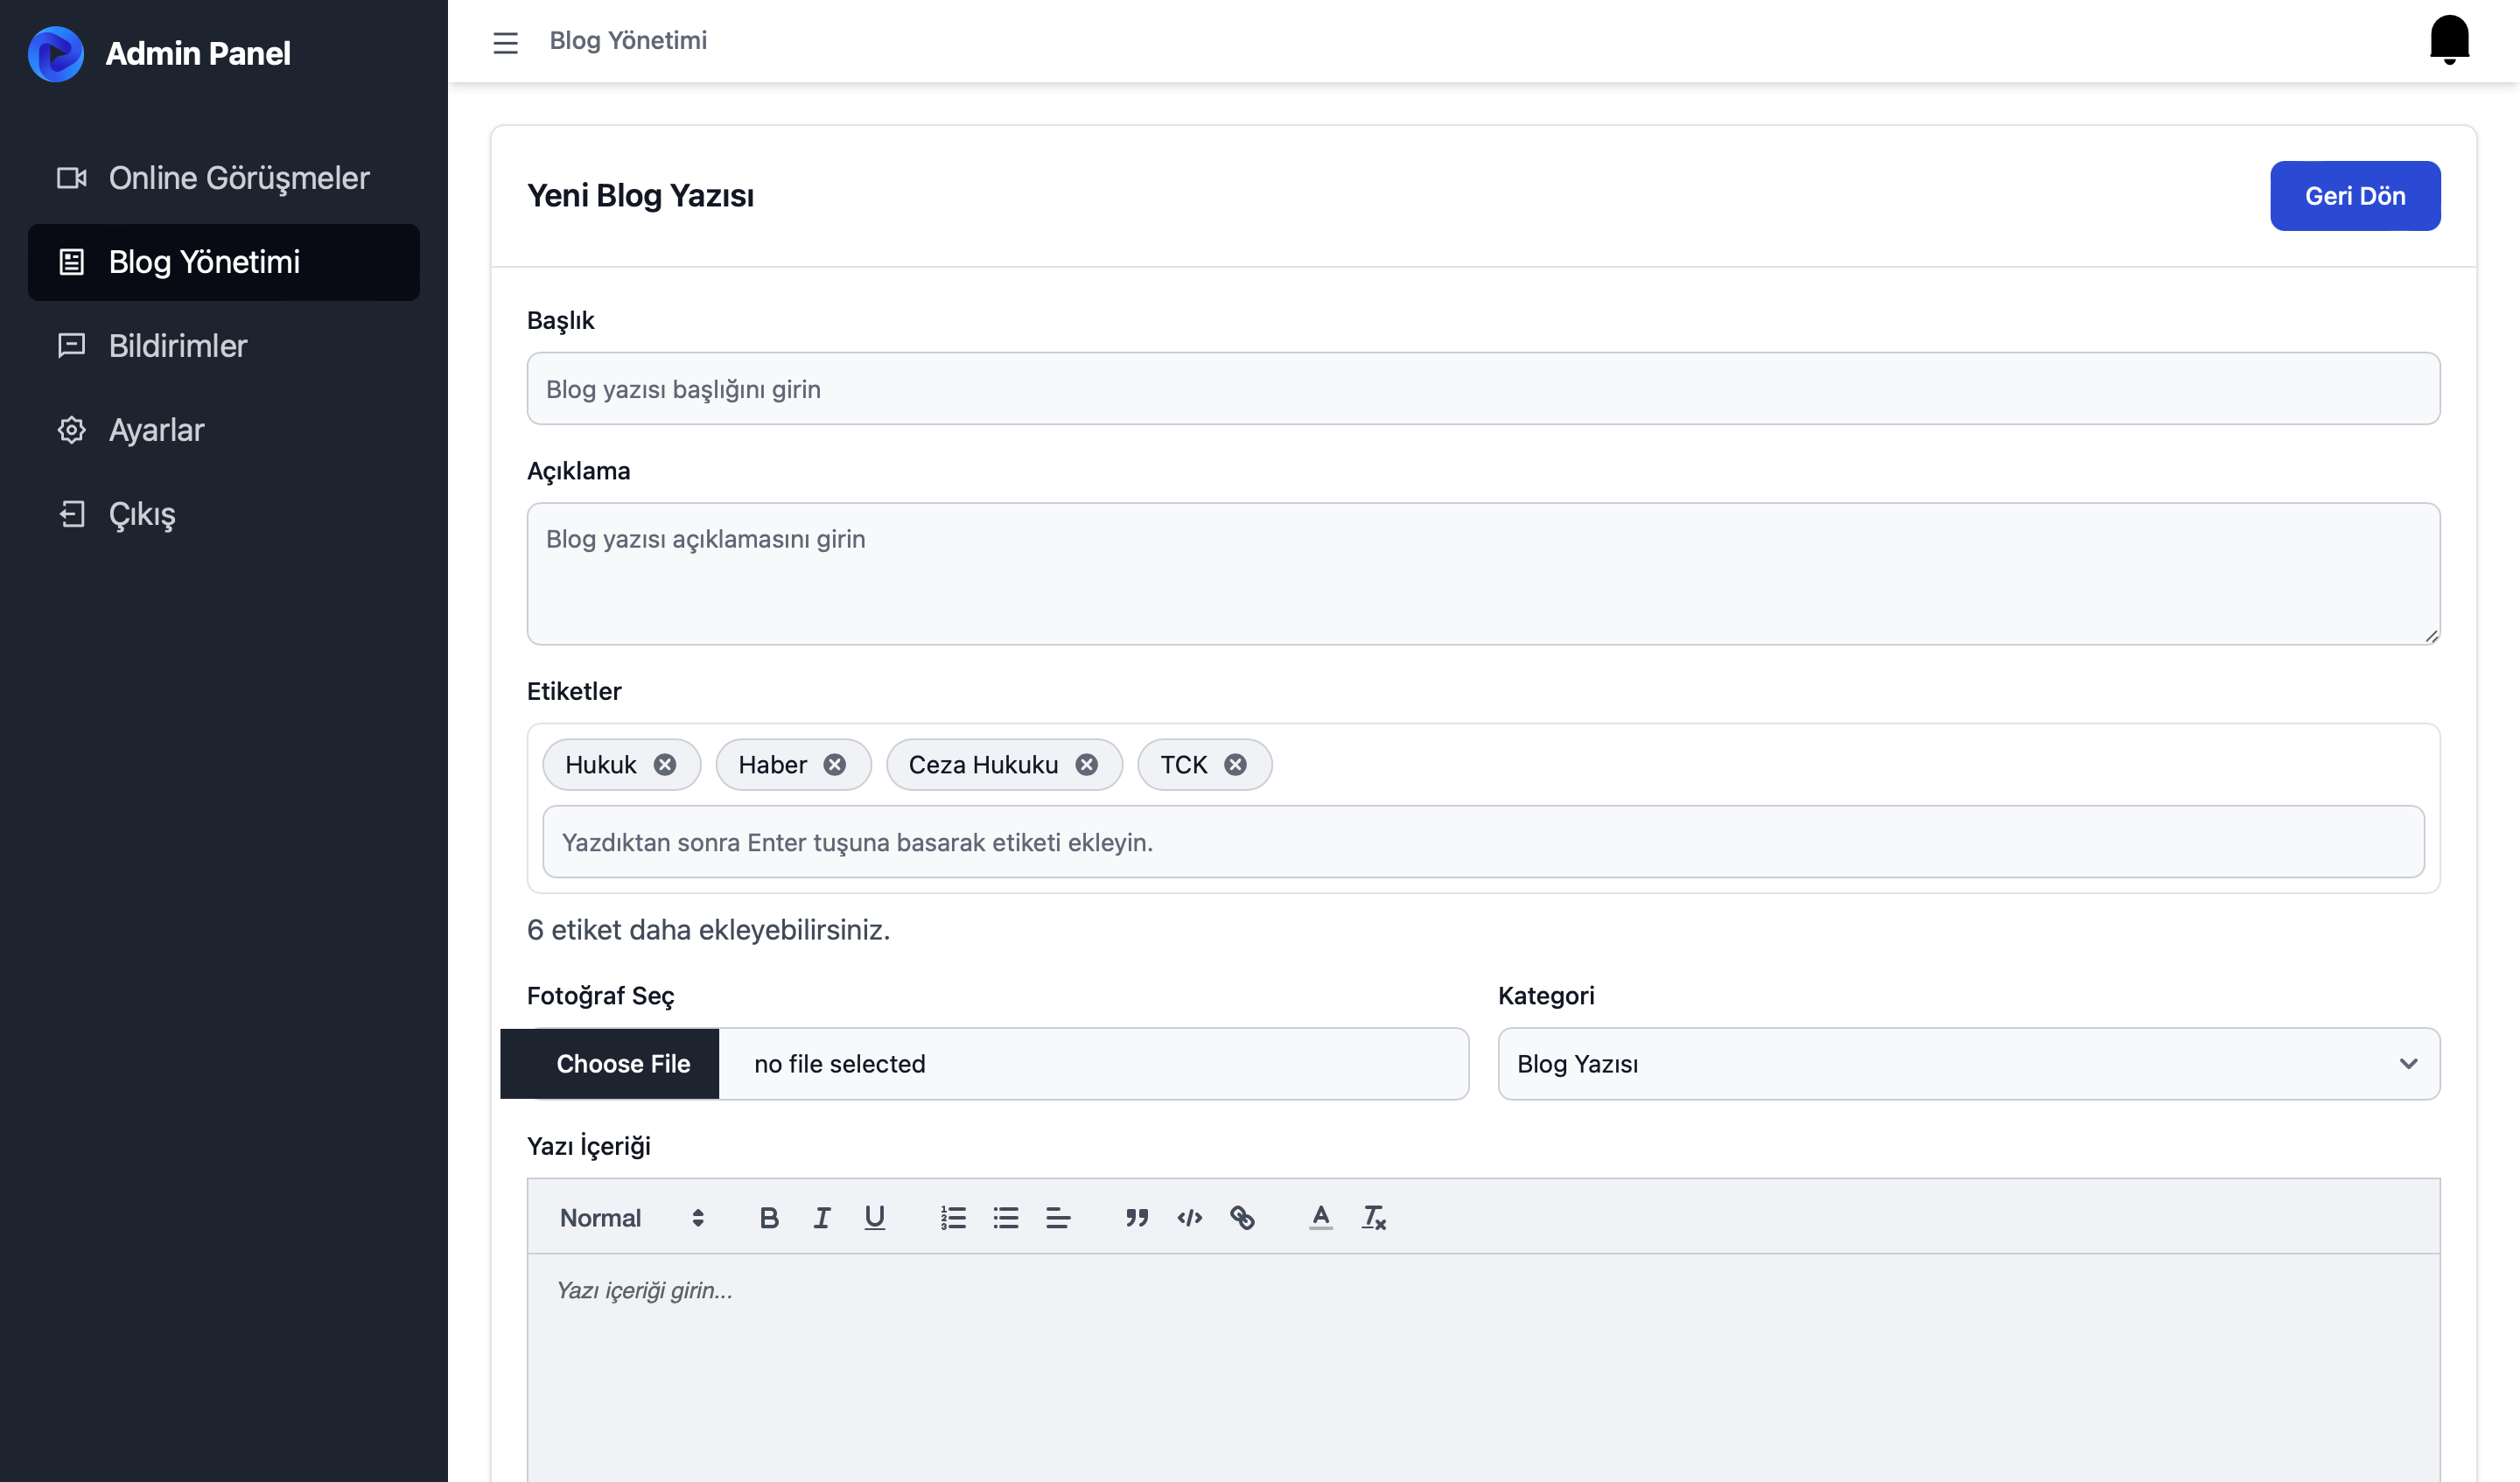 Admin Panel
Online Görüşmeler
Blog Yönetimi
Bildirimler
Ayarlar
Çıkış
Blog Yönetimi
Yeni Blog Yazısı
Geri Dön
Başlık
Blog yazısı başlığını girin
Açıklama
Blog yazısı açıklamasını girin
Etiketler
Hukuk Haber Ceza Hukuku TCK
Yazdıktan sonra Enter tuşuna basarak etiketi ekleyin.
6 etiket daha ekleyebilirsiniz.
Fotoğraf Seç
Choose File no file selected
Kategori
Blog Yazısı
Yazı İçeriği
Normal
Yazı içeriği girin...